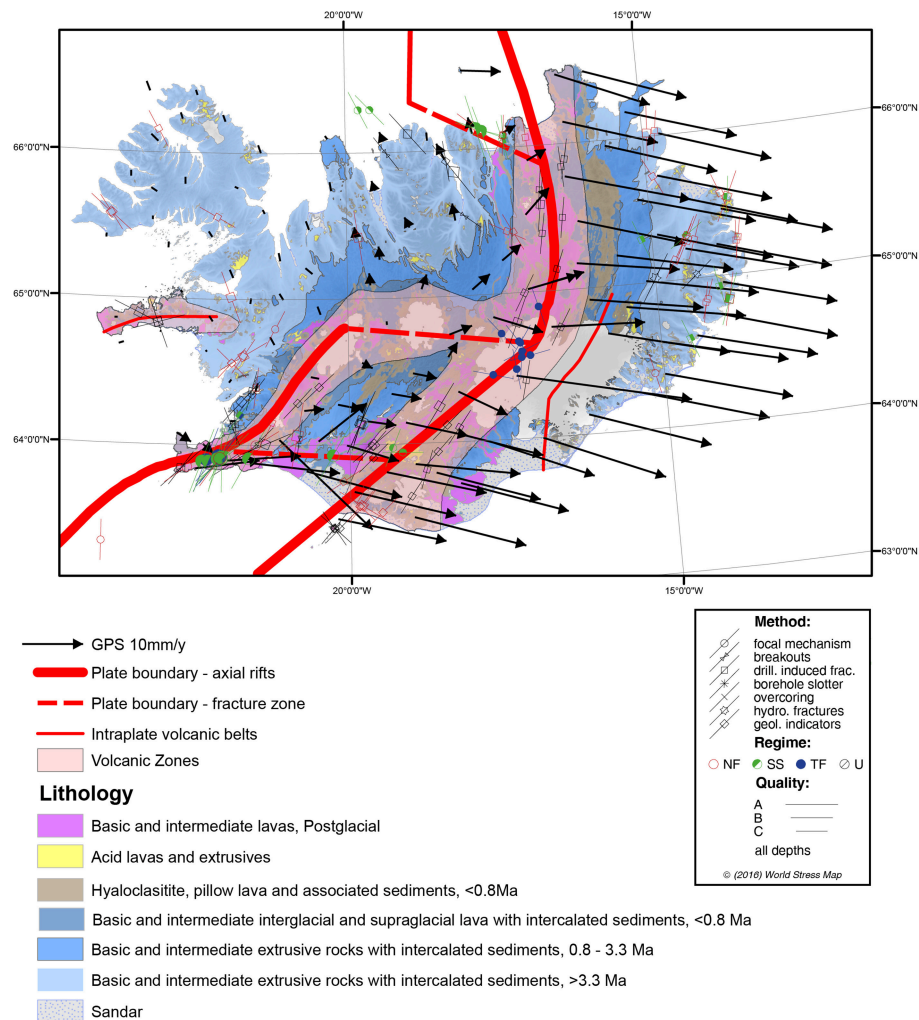 20°0'0"W
15°0'0"W
66°0'0"N
66°0'0"N
65°0'0"N
65°0'0"N
64°0'0"N
64°0'0"N
63°0'0"N
20°0'0"W
15°0'0"W
GPS 10mm/y
Plate boundary - axial rifts
Plate boundary - fracture zone
Intraplate volcanic belts
Volcanic Zones
Lithology
Basic and intermediate lavas, Postglacial
Acid lavas and extrusives
Hyaloclasitite, pillow lava and associated sediments, <0.8Ma
Basic and intermediate interglacial and supraglacial lava with intercalated sediments, <0.8 Ma
Basic and intermediate extrusive rocks with intercalated sediments, 0.8 - 3.3 Ma
Basic and intermediate extrusive rocks with intercalated sediments, >3.3 Ma
Sandar
Method:
focal mechanism
breakouts
drill. induced frac.
borehole slotter
overcoring
hydro. fractures
geol. indicators
Regime:
NF SS TF U
Quality:
A
B
C
all depths
© (2016) World Stress Map